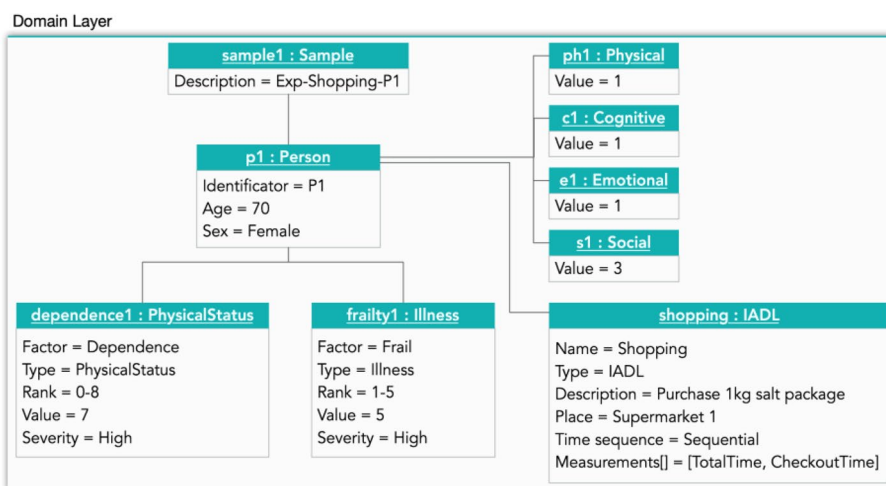 Domain Layer
sample1 : Sample
Description = Exp-Shopping-P1
p1 : Person
Identificator = P1
Age = 70
Sex = Female
ph1 : Physical
Value = 1
c1 : Cognitive
Value = 1
e1 : Emotional
Value = 1
s1 : Social
Value = 3
dependence1 : PhysicalStatus
Factor = Dependence
Type = PhysicalStatus
Rank = 0-8
Value = 7
Severity = High
frailty1 : Illness
Factor = Frail
Type = Illness
Rank = 1-5
Value = 5
Severity = High
shopping : IADL
Name = Shopping
Type = IADL
Description = Purchase 1kg salt package
Place = Supermarket 1
Time sequence = Sequential
Measurements[] = [TotalTime, CheckoutTime]